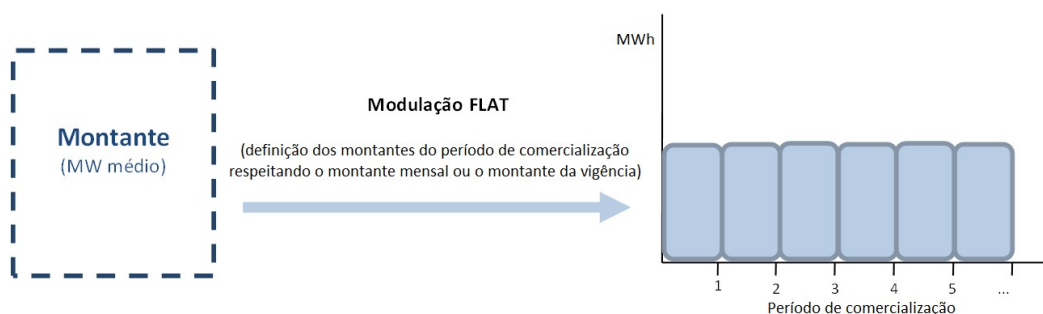 Montante
(MW médio)
Modulação FLAT
(definição dos montantes do período de comercialização
respeitando o montante mensal ou o montante da vigência)
MWh
1
2
3
4
5
...
Período de comercialização